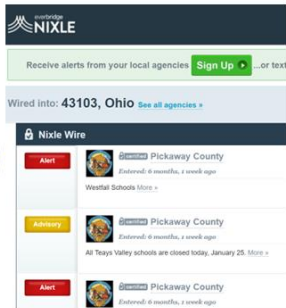 everbridge
NIXLE
Receive alerts from your local agencies Sign Up ...or text
Wired into: 43103, Ohio See all agencies »
Nixle Wire
Alert
certified Pickaway County
Entered: 6 months, 1 week ago
Westfall Schools More »
Advisory
certified Pickaway County
Entered: 6 months, 1 week ago
All Teays Valley schools are closed today, January 25. More »
Alert
certified Pickaway County
Entered: 6 months, 1 week ago